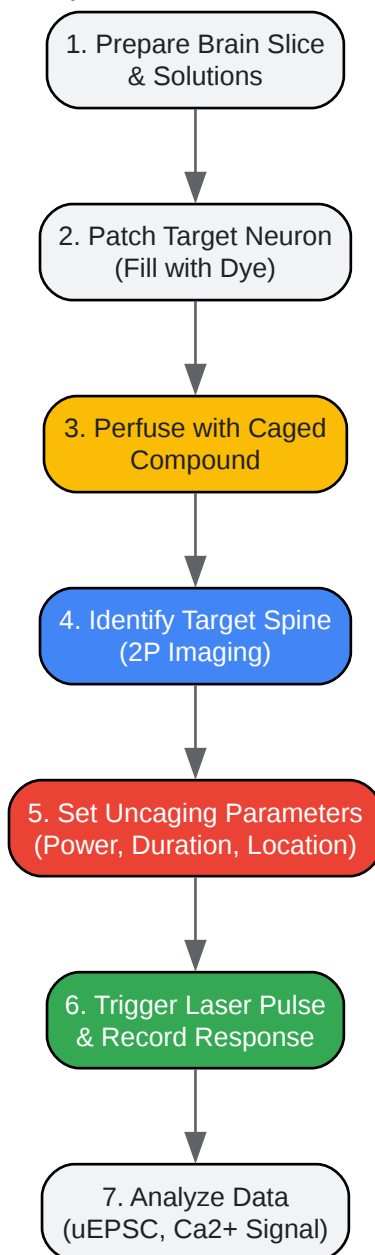 1. Prepare Brain Slice
& Solutions
2. Patch Target Neuron
(Fill with Dye)
3. Perfuse with Caged
Compound
4. Identify Target Spine
(2P Imaging)
5. Set Uncaging Parameters
(Power, Duration, Location)
6. Trigger Laser Pulse
& Record Response
7. Analyze Data
(uEPSC, Ca2+ Signal)